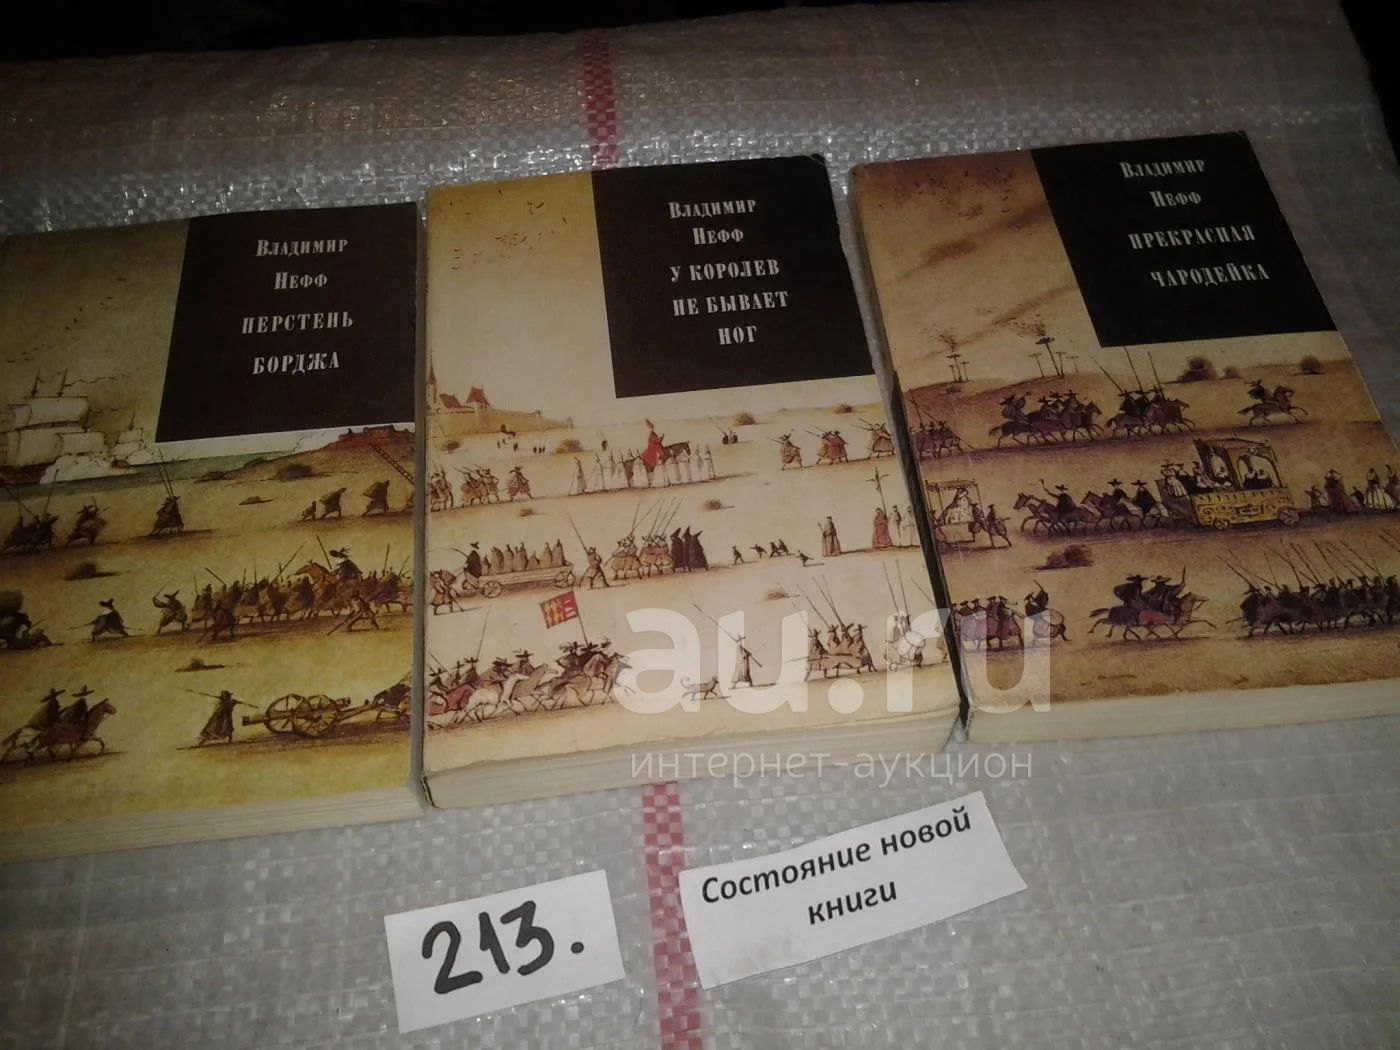 Владимир
Нефф
ПЕРСТЕНЬ
БОРДЖА
Владимир
Нефф
У КОРОЛЕВ
НЕ БЫВАЕТ
НОГ
Владимир
Нефф
ПРЕКРАСНАЯ
ЧАРОДЕЙКА
au.ru
интернет-аукцион
213.
Состояние новой
книги